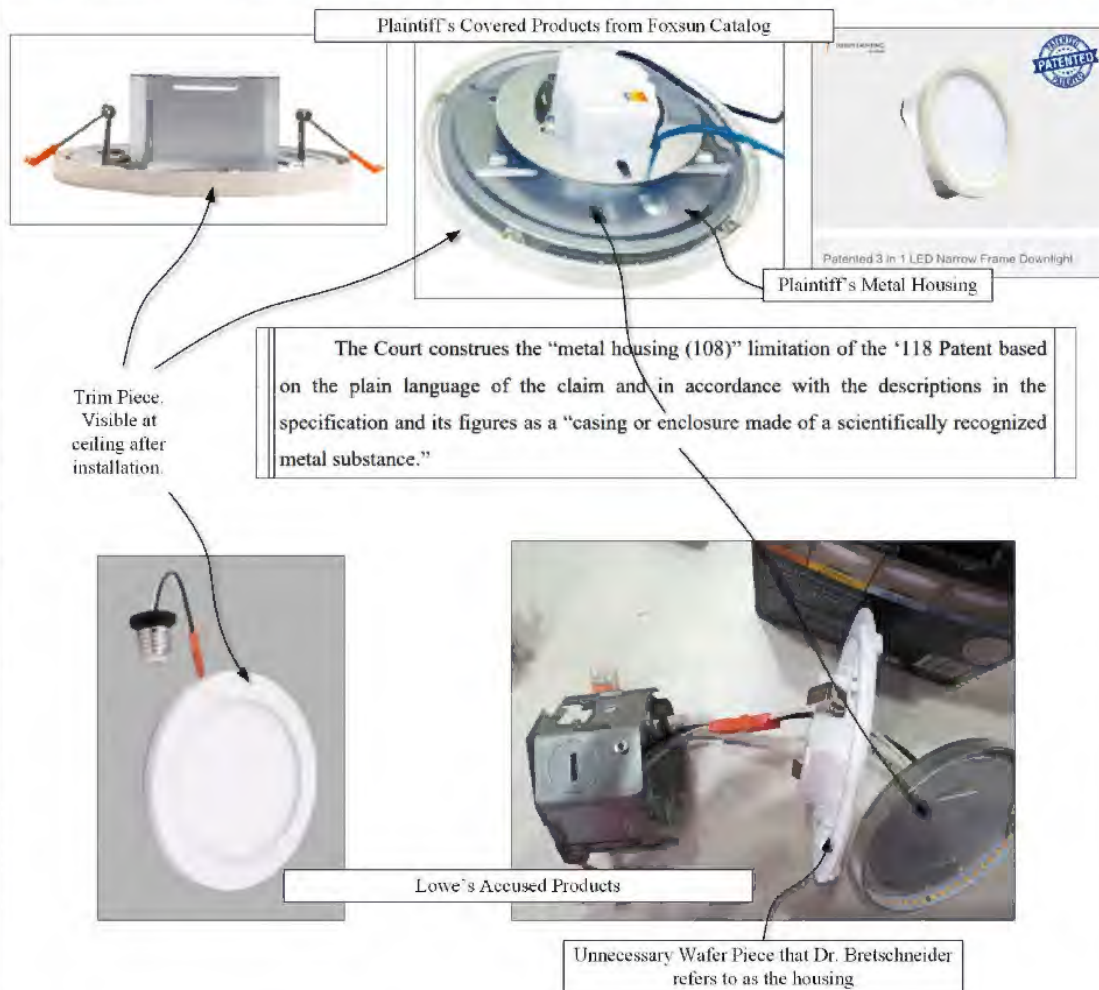 Plaintiff's Covered Products from Foxsun Catalog
PATENTED
PATENTED
PATENTED
Patented 3 in 1 LED Narrow Frame Downlight
Plaintiff's Metal Housing
The Court construes the “metal housing (108)” limitation of the ‘118 Patent based
on the plain language of the claim and in accordance with the descriptions in the
specification and its figures as a “casing or enclosure made of a scientifically recognized
metal substance.”
Trim Piece.
Visible at
ceiling after
installation.
Lowe's Accused Products
Unnecessary Wafer Piece that Dr. Bretschneider
refers to as the housing